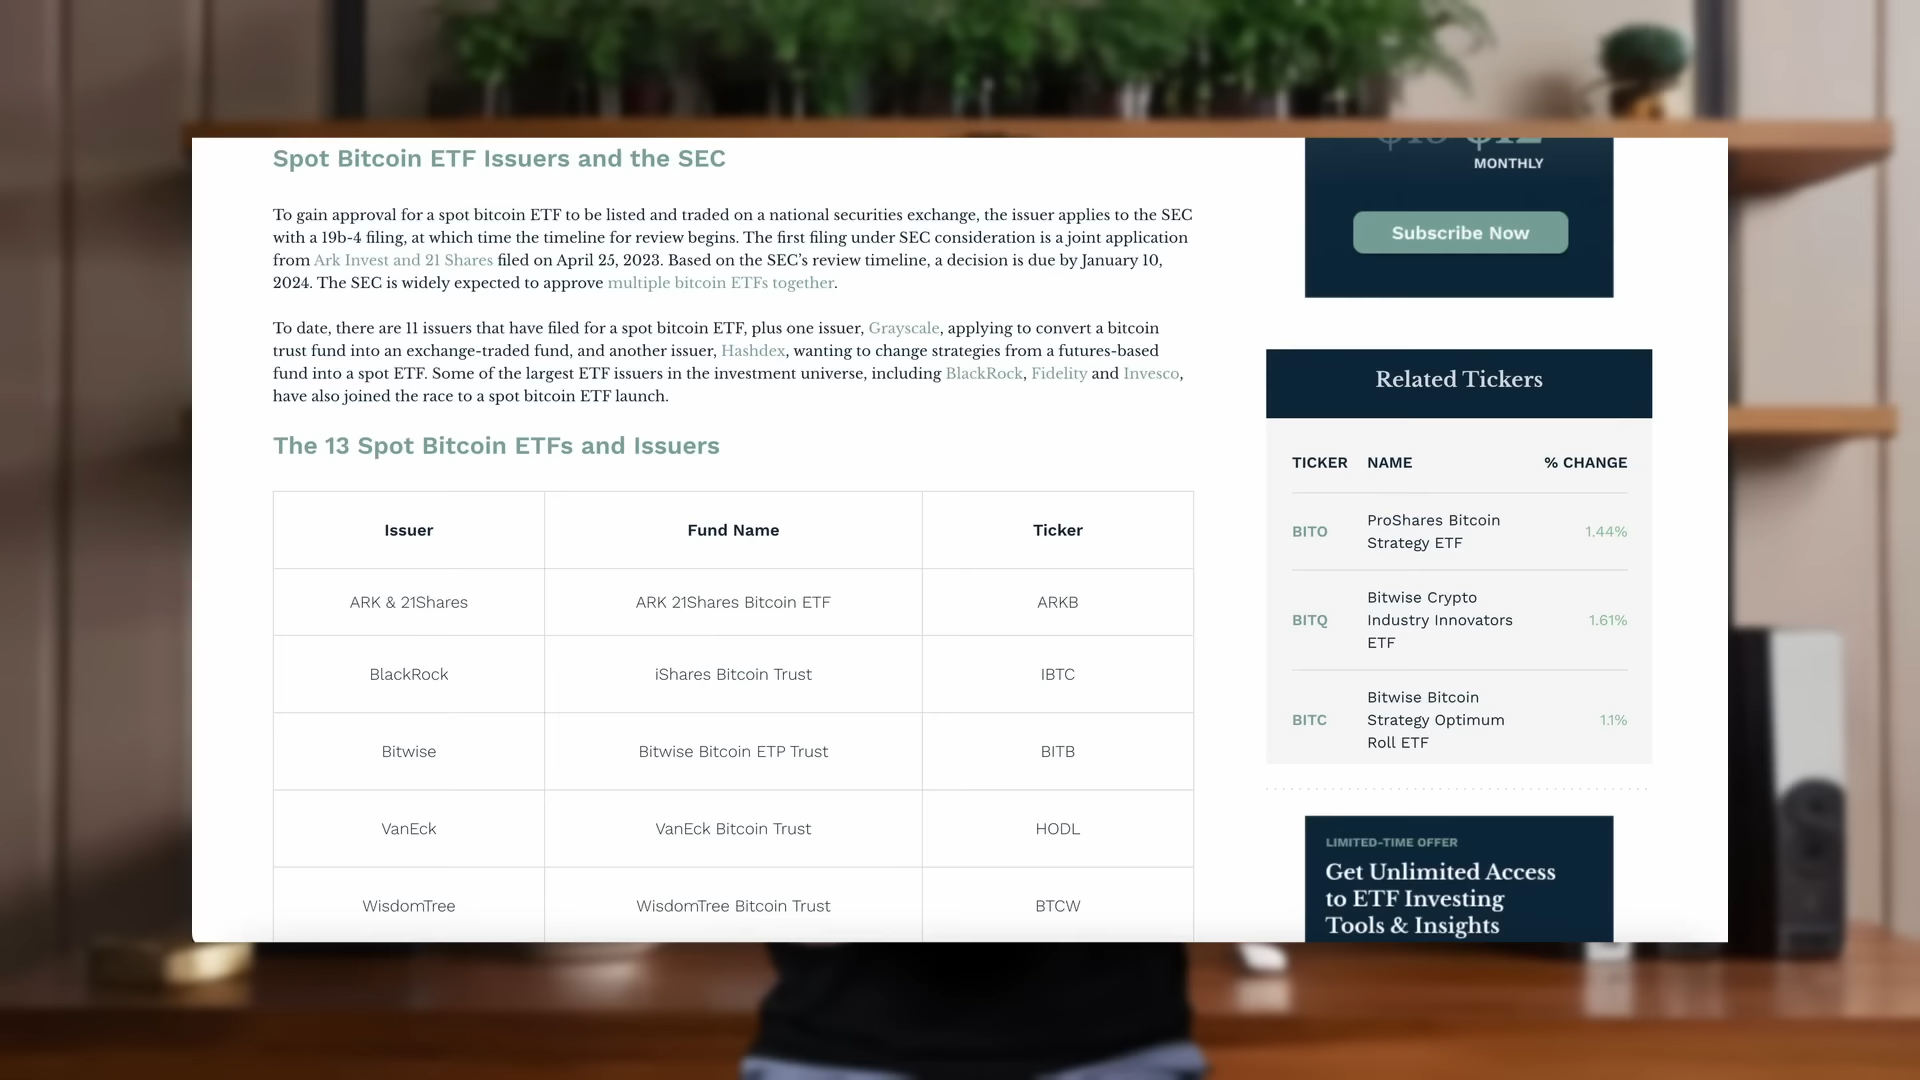 Spot Bitcoin ETF Issuers and the SEC
To gain approval for a spot bitcoin ETF to be listed and traded on a national securities exchange, the issuer applies to the SEC
with a 19b-4 filing, at which time the timeline for review begins. The first filing under SEC consideration is a joint application
from Ark Invest and 21 Shares filed on April 25, 2023. Based on the SEC’s review timeline, a decision is due by January 10,
2024. The SEC is widely expected to approve multiple bitcoin ETFs together.
To date, there are 11 issuers that have filed for a spot bitcoin ETF, plus one issuer, Grayscale, applying to convert a bitcoin
trust fund into an exchange-traded fund, and another issuer, Hashdex, wanting to change strategies from a futures-based
fund into a spot ETF. Some of the largest ETF issuers in the investment universe, including BlackRock, Fidelity and Invesco,
have also joined the race to a spot bitcoin ETF launch.
The 13 Spot Bitcoin ETFs and Issuers
Issuer Fund Name Ticker
ARK & 21Shares ARK 21Shares Bitcoin ETF ARKB
BlackRock iShares Bitcoin Trust IBTC
Bitwise Bitwise Bitcoin ETP Trust BITB
VanEck VanEck Bitcoin Trust HODL
WisdomTree WisdomTree Bitcoin Trust BTCW
MONTHLY
Subscribe Now
Related Tickers
TICKER NAME % CHANGE
BITO ProShares Bitcoin
Strategy ETF 1.44%
BITQ Bitwise Crypto
Industry Innovators
ETF 1.61%
BITC Bitwise Bitcoin
Strategy Optimum
Roll ETF 1.1%
LIMITED-TIME OFFER
Get Unlimited Access
to ETF Investing
Tools & Insights